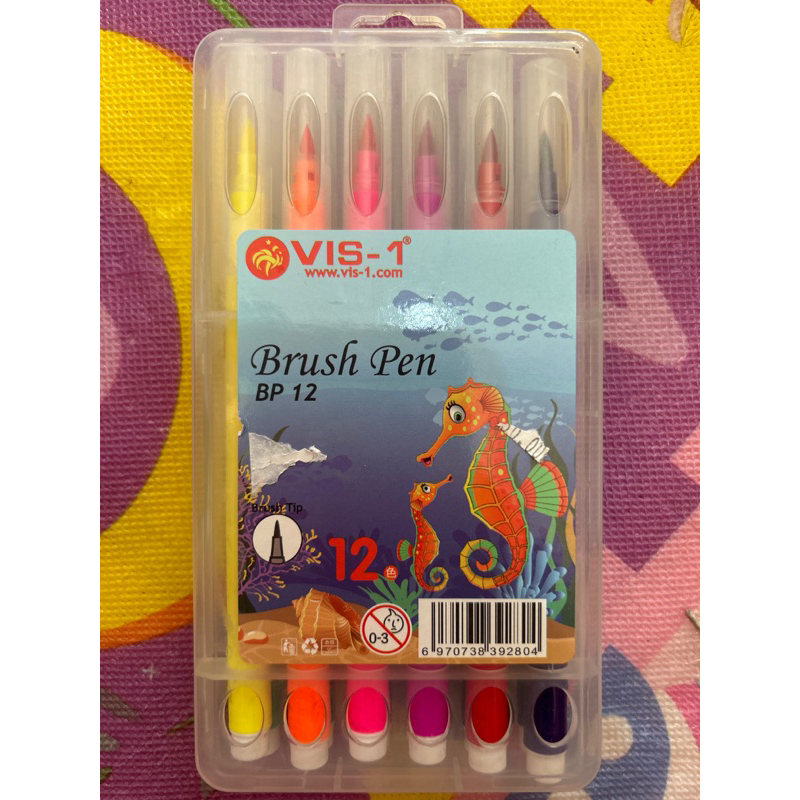 VIS-1®
www.vis-1.com
Brush Pen
BP 12
Brush Tip
12色
0-3
6 970738 392804